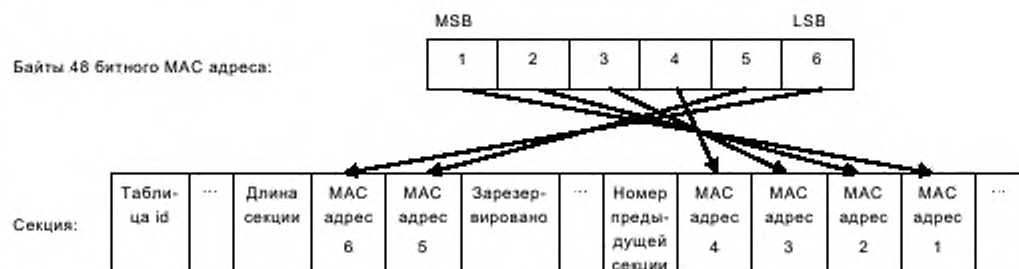 MSB LSB
Байты 48 битного MAC адреса: 1 2 3 4 5 6
Табли- ... Длина MAC MAC Зарезер- ... Номер MAC MAC MAC MAC ...
ца id секции адрес адрес вировано преды- адрес адрес адрес адрес
Секция: 6 5 дущей 4 3 2 1
секции